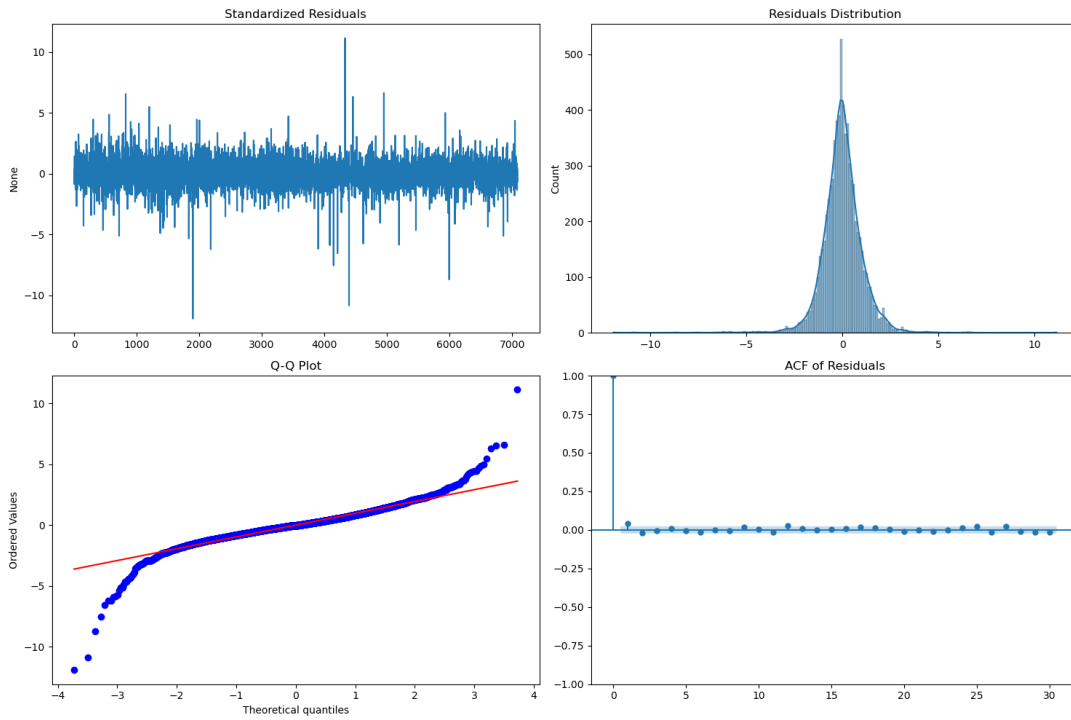 Standardized Residuals
None
10
5
0
−5
−10
0 1000 2000 3000 4000 5000 6000 7000
Residuals Distribution
Count
500
400
300
200
100
0
−10 −5 0 5 10
Q-Q Plot
Ordered Values
10
5
0
−5
−10
−4 −3 −2 −1 0 1 2 3 4
Theoretical quantiles
ACF of Residuals
1.00
0.75
0.50
0.25
0.00
−0.25
−0.50
−0.75
−1.00
0 5 10 15 20 25 30